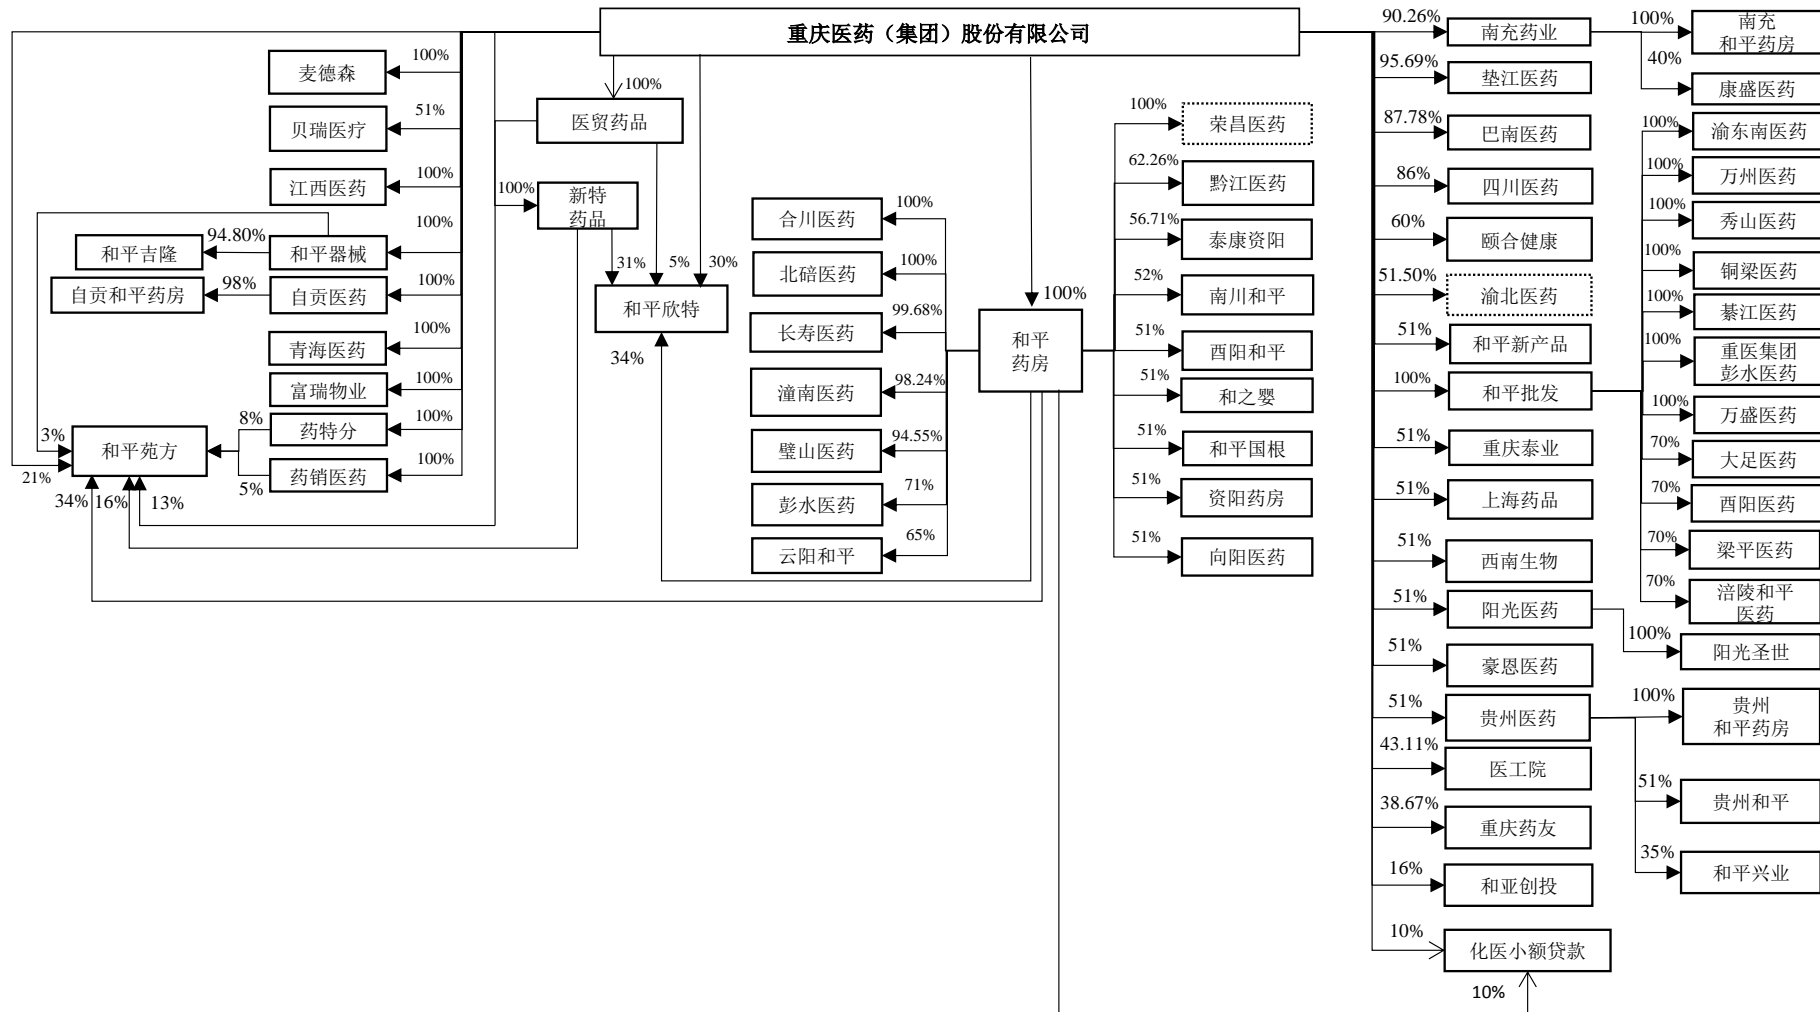 重庆医药（集团）股份有限公司
100%
麦德森
51%
贝瑞医疗
100%
江西医药
100%
和平器械
94.80%
和平吉隆
100%
自贡医药
98%
自贡和平药房
100%
青海医药
100%
富瑞物业
100%
药特分
8%
100%
药销医药
5%
和平苑方
3%
21%
34%
16%
13%
100%
医贸药品
100%
新特
药品
31%
5%
30%
和平欣特
34%
100%
合川医药
100%
北碚医药
99.68%
长寿医药
98.24%
潼南医药
94.55%
璧山医药
71%
彭水医药
65%
云阳和平
100%
和平
药房
100%
荣昌医药
62.26%
黔江医药
56.71%
泰康资阳
52%
南川和平
51%
酉阳和平
51%
和之婴
51%
和平国根
51%
资阳药房
51%
向阳医药
90.26%
南充药业
95.69%
垫江医药
87.78%
巴南医药
86%
四川医药
60%
颐合健康
51.50%
渝北医药
51%
和平新产品
100%
和平批发
51%
重庆泰业
51%
上海药品
51%
西南生物
51%
阳光医药
51%
豪恩医药
51%
贵州医药
43.11%
医工院
38.67%
重庆药友
16%
和亚创投
10%
化医小额贷款
10%
100%
南充
和平药房
40%
康盛医药
100%
渝东南医药
100%
万州医药
100%
秀山医药
100%
铜梁医药
100%
綦江医药
100%
重医集团
彭水医药
100%
万盛医药
70%
大足医药
70%
酉阳医药
70%
梁平医药
70%
涪陵和平
医药
100%
阳光圣世
100%
贵州
和平药房
51%
贵州和平
35%
和平兴业